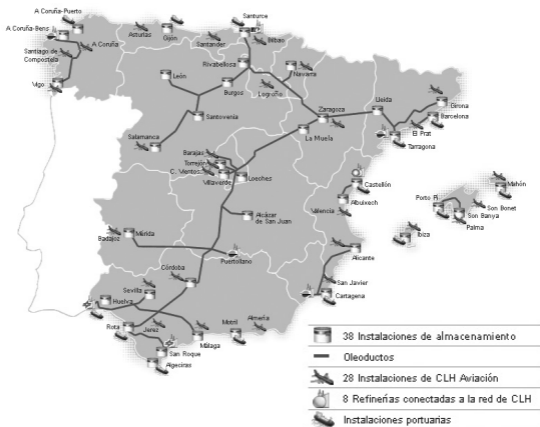 A Coruña-Puerto
A Coruña-Bens
A Coruña
Santiago de
Compostela
Vigo
Asturias
Gijón
Santander
Santurce
Bilbao
Rivabellosa
León
Burgos
Logroño
Navarra
Santovenia
Salamanca
Zaragoza
La Muela
Lleida
Girona
Barcelona
El Prat
Tarragona
Barajas
Torrejón
C. Vientos
Villaverde
Loeches
Castellón
Albuixech
Valencia
Mahón
Porto Pi
Son Bonet
Son Banya
Palma
Ibiza
Alcázar
de San Juan
Badajoz
Mérida
Puertollano
Alicante
San Javier
Cartagena
Córdoba
Sevilla
Huelva
Rota
Jerez
Málaga
Motril
Almería
San Roque
Algeciras
38 Instalaciones de almacenamiento
Oleoductos
28 Instalaciones de CLH Aviación
8 Refinerías conectadas a la red de CLH
Instalaciones portuarias